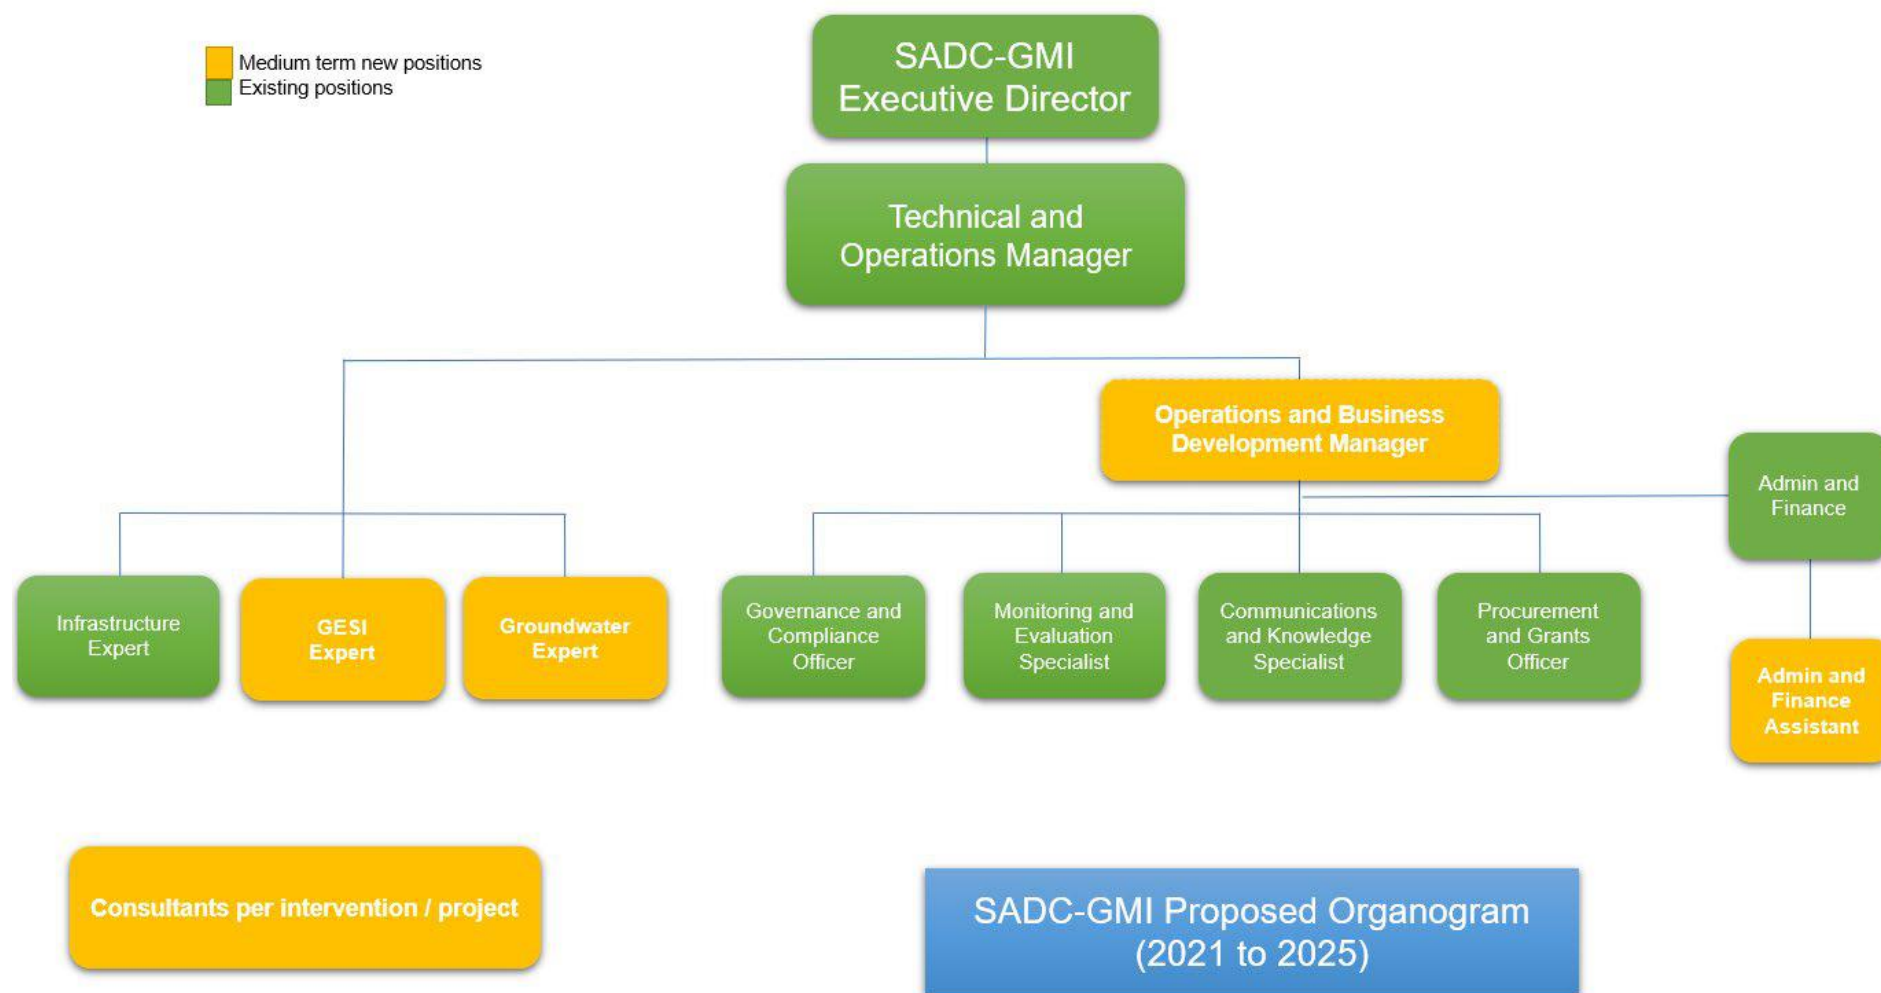 Medium term new positions
Existing positions
SADC-GMI
Executive Director
Technical and
Operations Manager
Operations and Business
Development Manager
Admin and
Finance
Infrastructure
Expert
GESI
Expert
Groundwater
Expert
Governance and
Compliance
Officer
Monitoring and
Evaluation
Specialist
Communications
and Knowledge
Specialist
Procurement
and Grants
Officer
Admin and
Finance
Assistant
Consultants per intervention / project
SADC-GMI Proposed Organogram
(2021 to 2025)